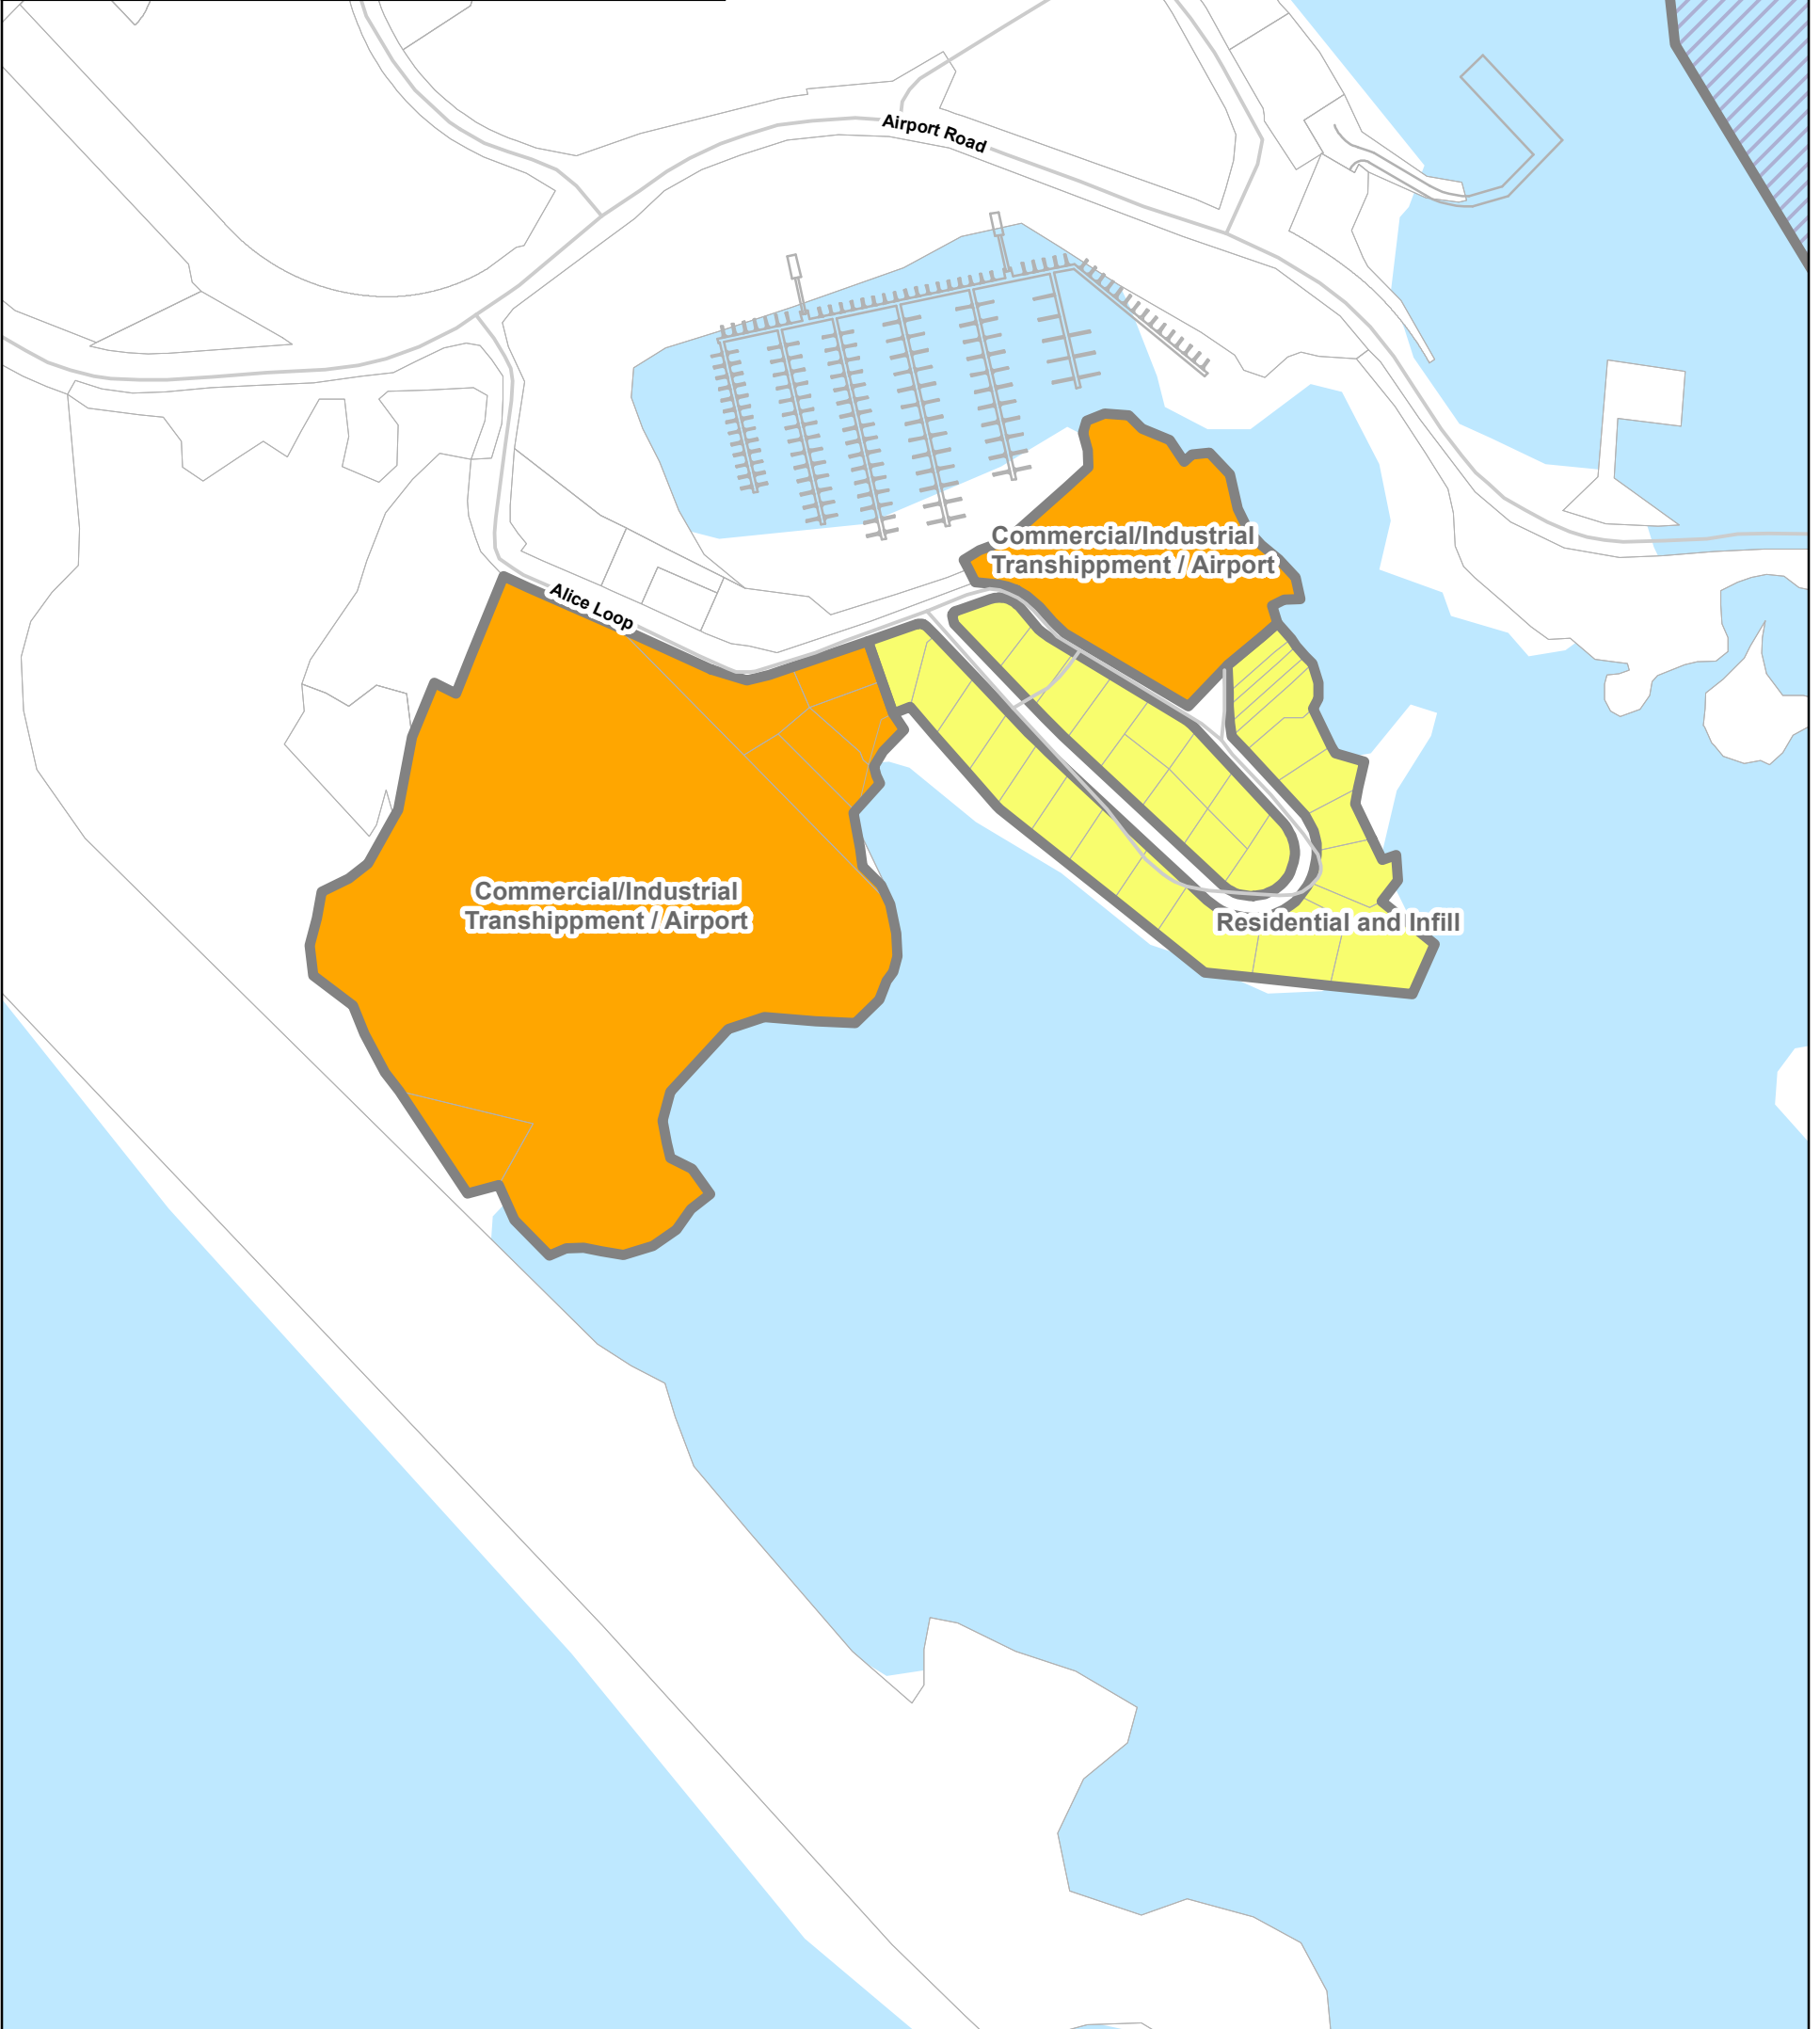 Airport Road
Commercial/Industrial
Transhippment / Airport
Alice Loop
Commercial/Industrial
Transhippment / Airport
Residential and Infill